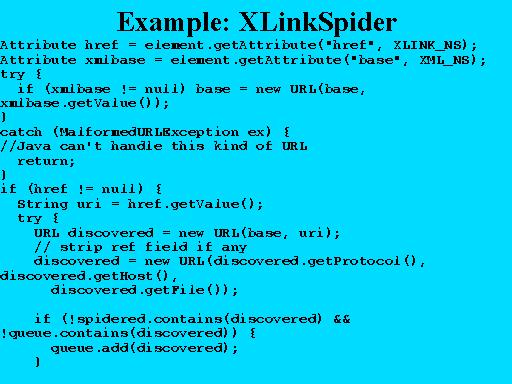 Example: XLinkSpider
Attribute href = element.getAttribute("href", XLINK_NS);
Attribute xmlbase = element.getAttribute("base", XML_NS);
try {
  if (xmlbase != null) base = new URL(base,
xmlbase.getValue());
}
catch (MalformedURLException ex) {
//Java can't handle this kind of URL
  return;
}
if (href != null) {
  String uri = href.getValue();
  try {
    URL discovered = new URL(base, uri);
    // strip ref field if any
    discovered = new URL(discovered.getProtocol(),
discovered.getHost(),
      discovered.getFile());
    if (!spidered.contains(discovered) &&
!queue.contains(discovered)) {
      queue.add(discovered);
    }